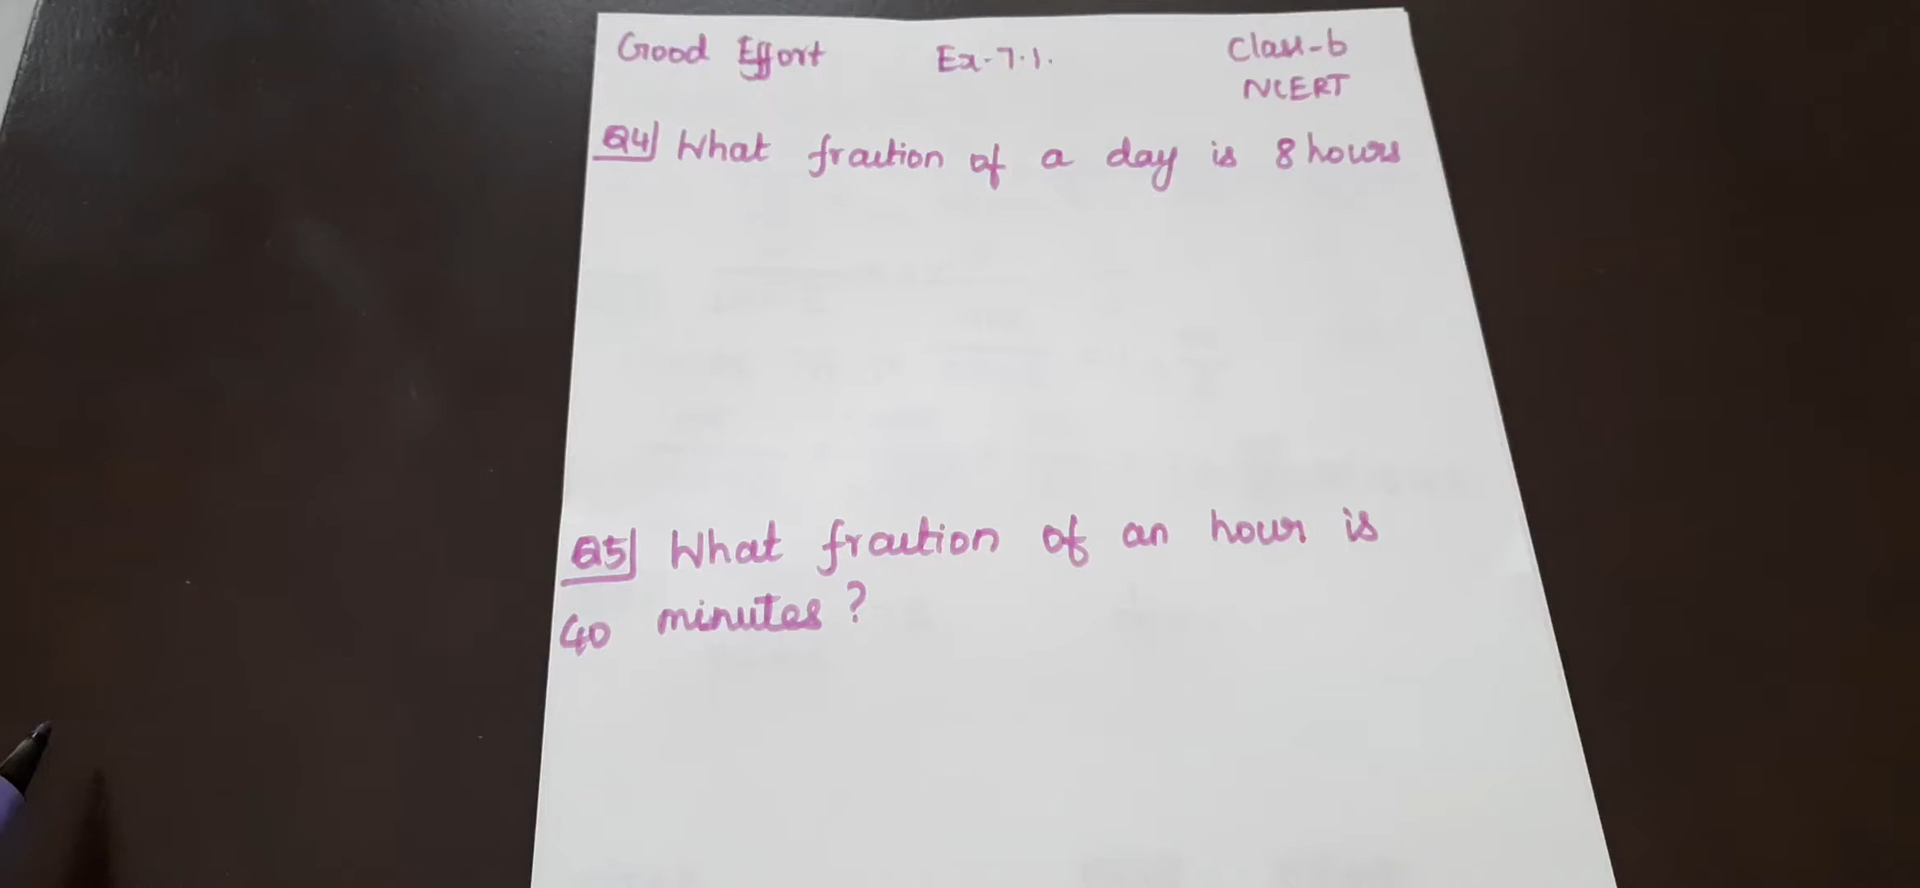 Good Effort Ex-7.1. Class-6
NCERT
Q4] What fraction of a day is 8 hours
Q5] What fraction of an hour is
40 minutes?